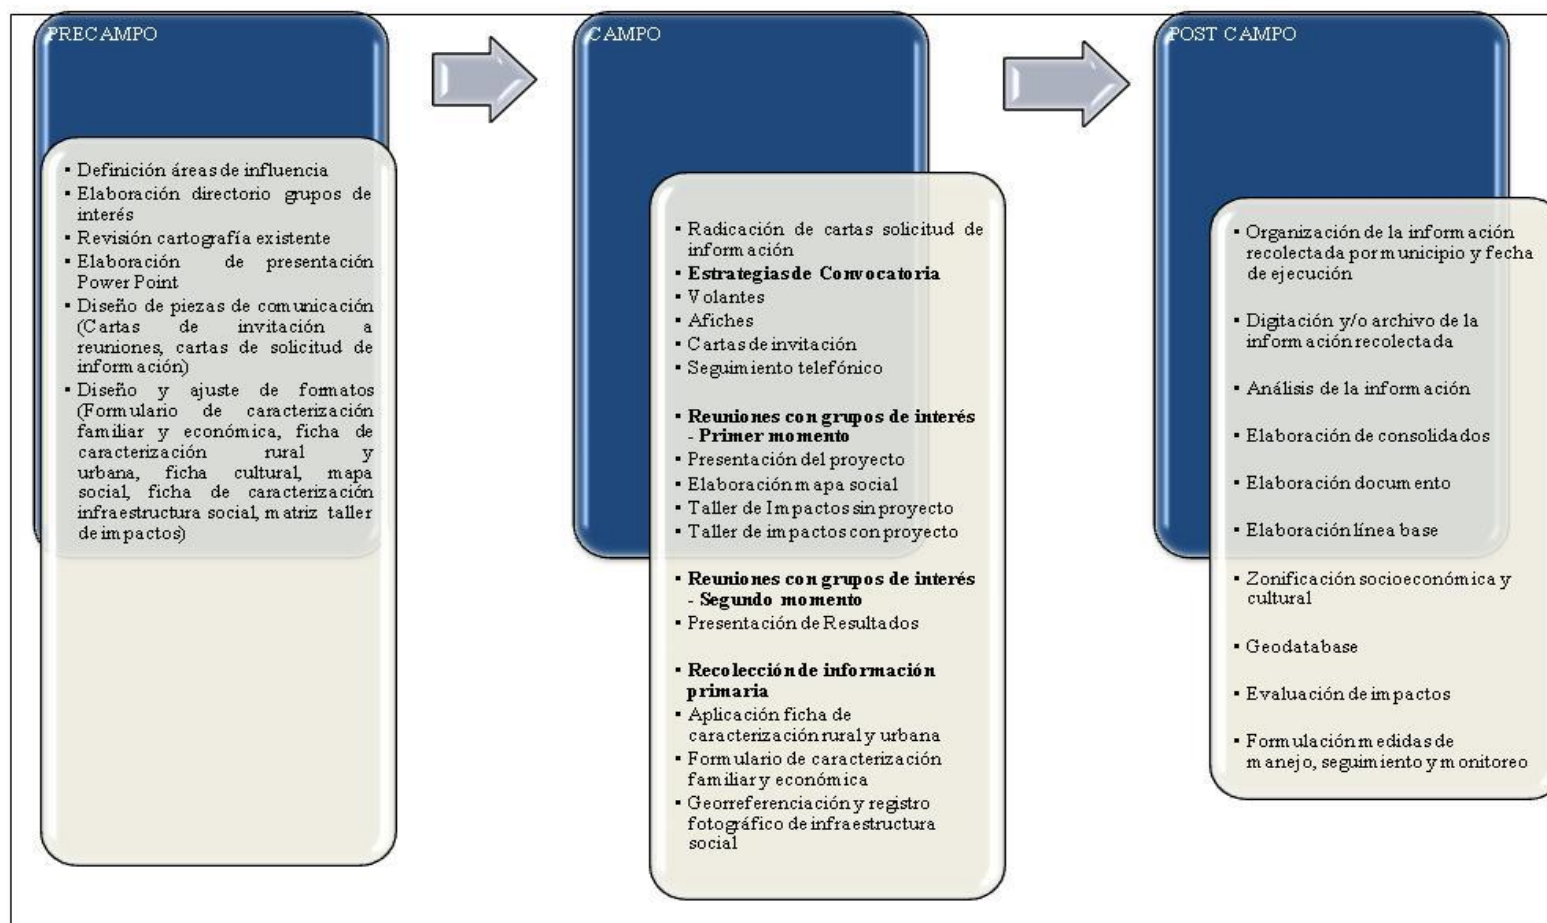 PRECAMPO
▪ Definición áreas de influencia
▪ Elaboración directorio grupos de
interés
▪ Revisión cartografía existente
▪ Elaboración de presentación
Power Point
▪ Diseño de piezas de comunicación
(Cartas de invitación a
reuniones, cartas de solicitud de
información)
▪ Diseño y ajuste de formatos
(Formulario de caracterización
familiar y económica, ficha de
caracterización rural y
urbana, ficha cultural, mapa
social, ficha de caracterización
infraestructura social, matriz taller
de impactos)
CAMPO
▪ Radicación de cartas solicitud de
información
▪ Estrategias de Convocatoria
▪ Volantes
▪ Afiches
▪ Cartas de invitación
▪ Seguimiento telefónico
▪ Reuniones con grupos de interés
- Primer momento
▪ Presentación del proyecto
▪ Elaboración mapa social
▪ Taller de Impactos sin proyecto
▪ Taller de impactos con proyecto
▪ Reuniones con grupos de interés
- Segundo momento
▪ Presentación de Resultados
▪ Recolección de información
primaria
▪ Aplicación ficha de
caracterización rural y urbana
▪ Formulario de caracterización
familiar y económica
▪ Georreferenciación y registro
fotográfico de infraestructura
social
POST CAMPO
▪ Organización de la información
recolectada por municipio y fecha
de ejecución
▪ Digitación y/o archivo de la
información recolectada
▪ Análisis de la información
▪ Elaboración de consolidados
▪ Elaboración documento
▪ Elaboración línea base
▪ Zonificación socioeconómica y
cultural
▪ Geodatabase
▪ Evaluación de impactos
▪ Formulación medidas de
manejo, seguimiento y monitoreo